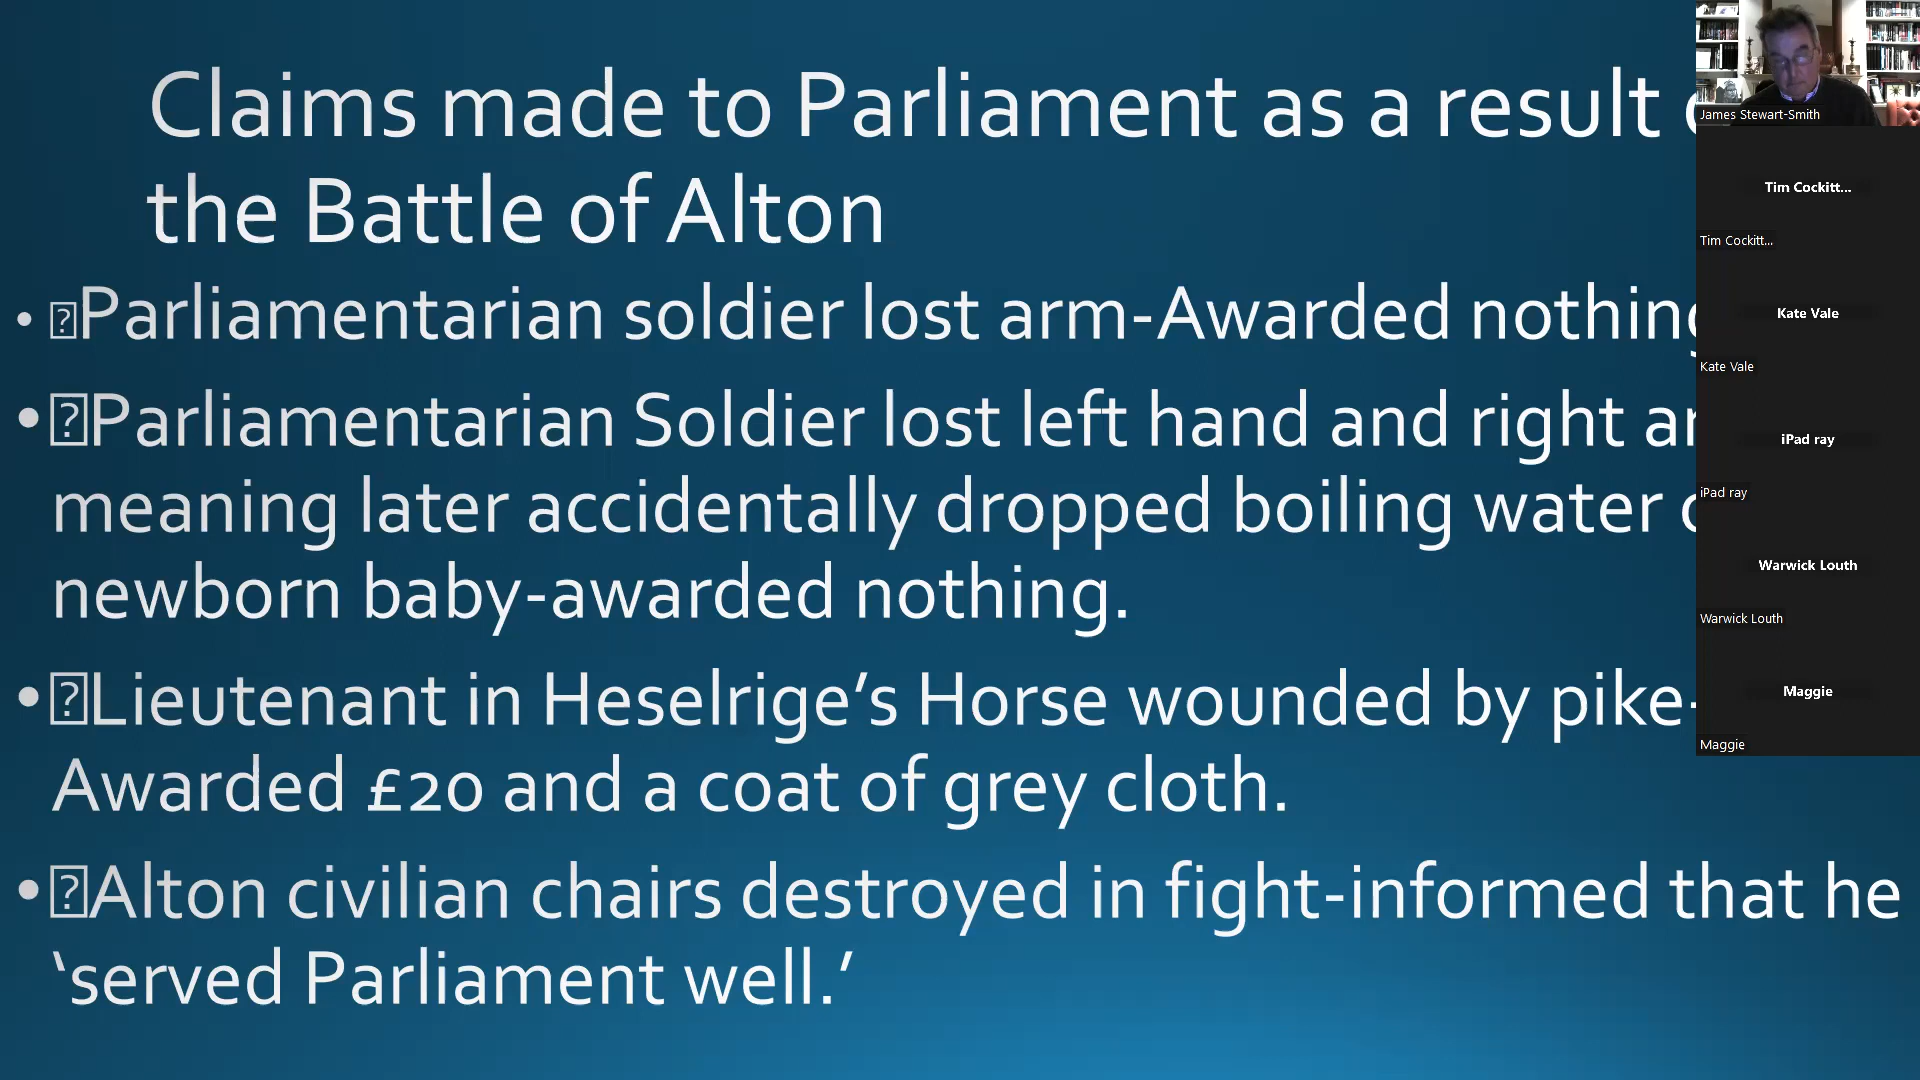 Claims made to Parliament as a result
the Battle of Alton
• Parliamentarian soldier lost arm-Awarded nothing
• Parliamentarian Soldier lost left hand and right
meaning later accidentally dropped boiling water
newborn baby-awarded nothing.
• Lieutenant in Heselrige’s Horse wounded by pike-
Awarded £20 and a coat of grey cloth.
• Alton civilian chairs destroyed in fight-informed that he
‘served Parliament well.’
James Stewart-Smith
Tim Cockitt...
Tim Cockitt...
Kate Vale
Kate Vale
iPad ray
iPad ray
Warwick Louth
Warwick Louth
Maggie
Maggie